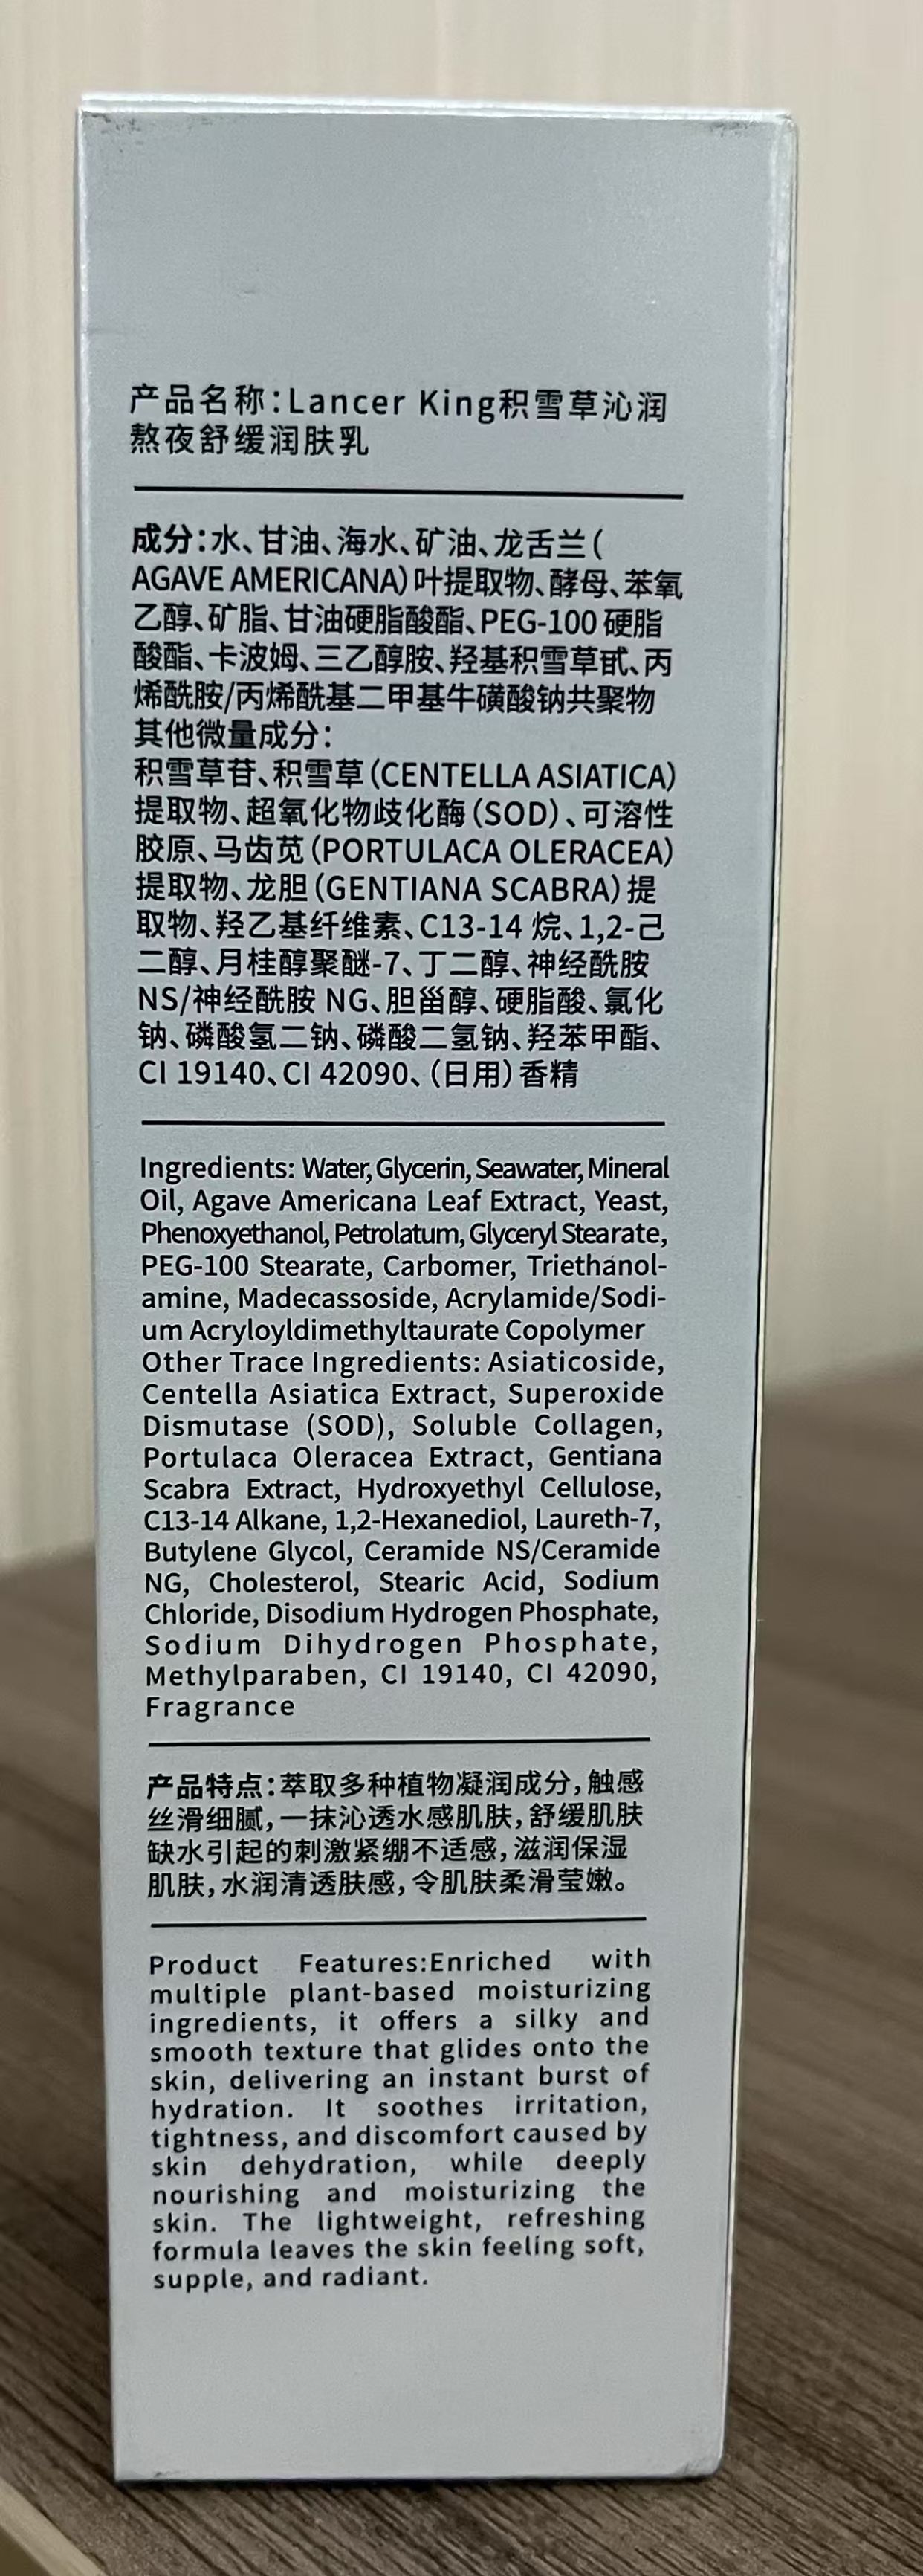 产品名称：Lancer King积雪草沁润
熬夜舒缓润肤乳
成分：水、甘油、海水、矿油、龙舌兰（
AGAVE AMERICANA）叶提取物、酵母、苯氧
乙醇、矿脂、甘油硬脂酸酯、PEG-100 硬脂
酸酯、卡波姆、三乙醇胺、羟基积雪草甙、丙
烯酰胺/丙烯酰基二甲基牛磺酸钠共聚物
其他微量成分：
积雪草苷、积雪草（CENTELLA ASIATICA）
提取物、超氧化物歧化酶（SOD）、可溶性
胶原、马齿苋（PORTULACA OLERACEA）
提取物、龙胆（GENTIANA SCABRA）提
取物、羟乙基纤维素、C13-14 烷、1,2-己
二醇、月桂醇聚醚-7、丁二醇、神经酰胺
NS/神经酰胺 NG、胆甾醇、硬脂酸、氯化
钠、磷酸氢二钠、磷酸二氢钠、羟苯甲酯、
CI 19140、CI 42090、（日用）香精
Ingredients: Water, Glycerin, Seawater, Mineral
Oil, Agave Americana Leaf Extract, Yeast,
Phenoxyethanol, Petrolatum, Glyceryl Stearate,
PEG-100 Stearate, Carbomer, Triethanol-
amine, Madecassoside, Acrylamide/Sodi-
um Acryloyldimethyltaurate Copolymer
Other Trace Ingredients: Asiaticoside,
Centella Asiatica Extract, Superoxide
Dismutase (SOD), Soluble Collagen,
Portulaca Oleracea Extract, Gentiana
Scabra Extract, Hydroxyethyl Cellulose,
C13-14 Alkane, 1,2-Hexanediol, Laureth-7,
Butylene Glycol, Ceramide NS/Ceramide
NG, Cholesterol, Stearic Acid, Sodium
Chloride, Disodium Hydrogen Phosphate,
Sodium Dihydrogen Phosphate,
Methylparaben, CI 19140, CI 42090,
Fragrance
产品特点：萃取多种植物凝润成分，触感
丝滑细腻，一抹沁透水感肌肤，舒缓肌肤
缺水引起的刺激紧绷不适感，滋润保湿
肌肤，水润清透肤感，令肌肤柔滑莹嫩。
Product Features:Enriched with
multiple plant-based moisturizing
ingredients, it offers a silky and
smooth texture that glides onto the
skin, delivering an instant burst of
hydration. It soothes irritation,
tightness, and discomfort caused by
skin dehydration, while deeply
nourishing and moisturizing the
skin. The lightweight, refreshing
formula leaves the skin feeling soft,
supple, and radiant.